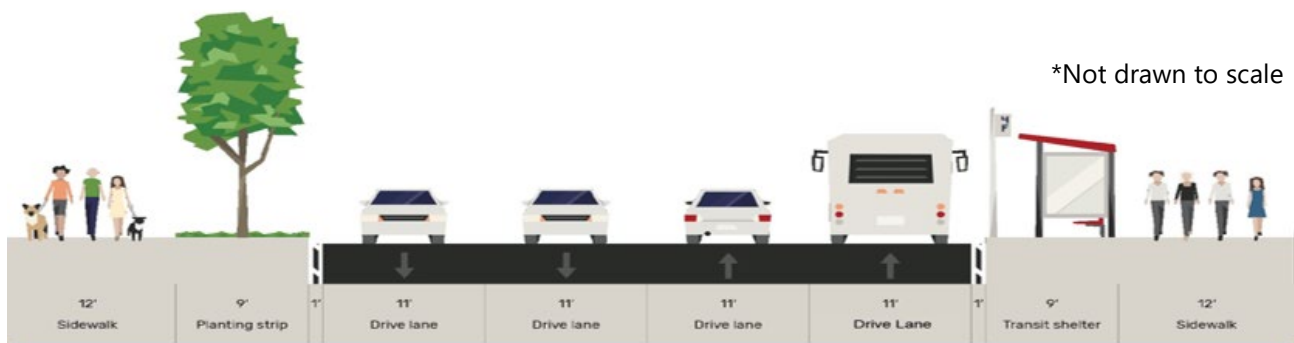 *Not drawn to scale
12' 9' 1' 11' 11' 11' 11' 1' 9' 12'
Sidewalk Planting strip Drive lane Drive lane Drive lane Drive Lane Transit shelter Sidewalk